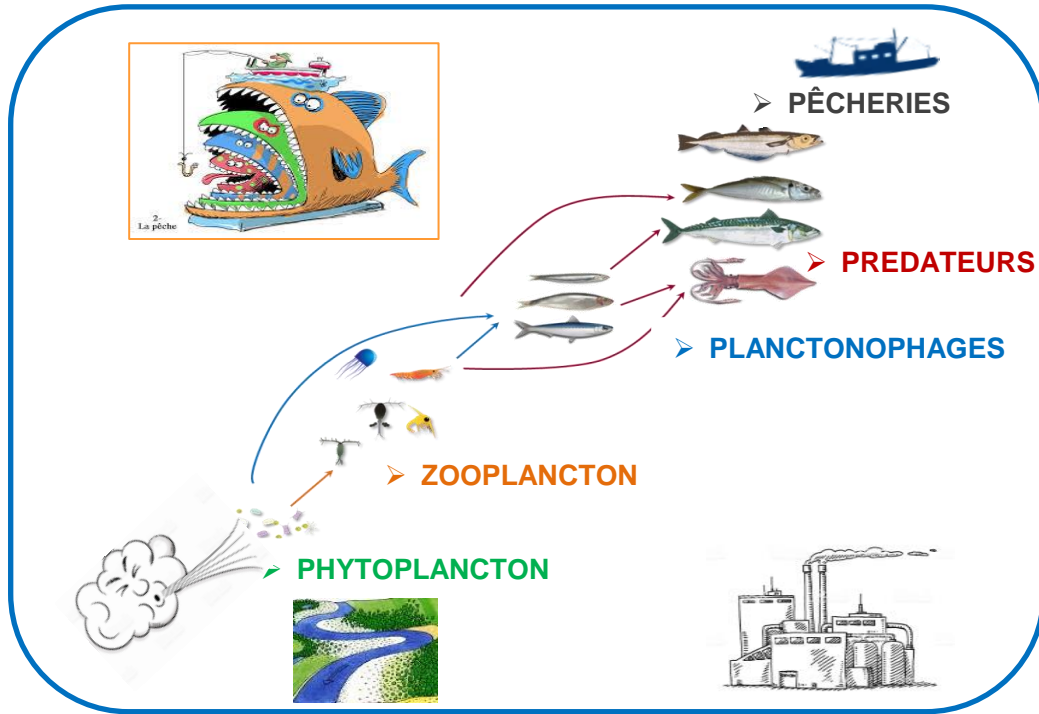 2-
La pêche
➢ PÊCHERIES
➢ PREDATEURS
➢ PLANCTONOPHAGES
➢ ZOOPLANCTON
➢ PHYTOPLANCTON